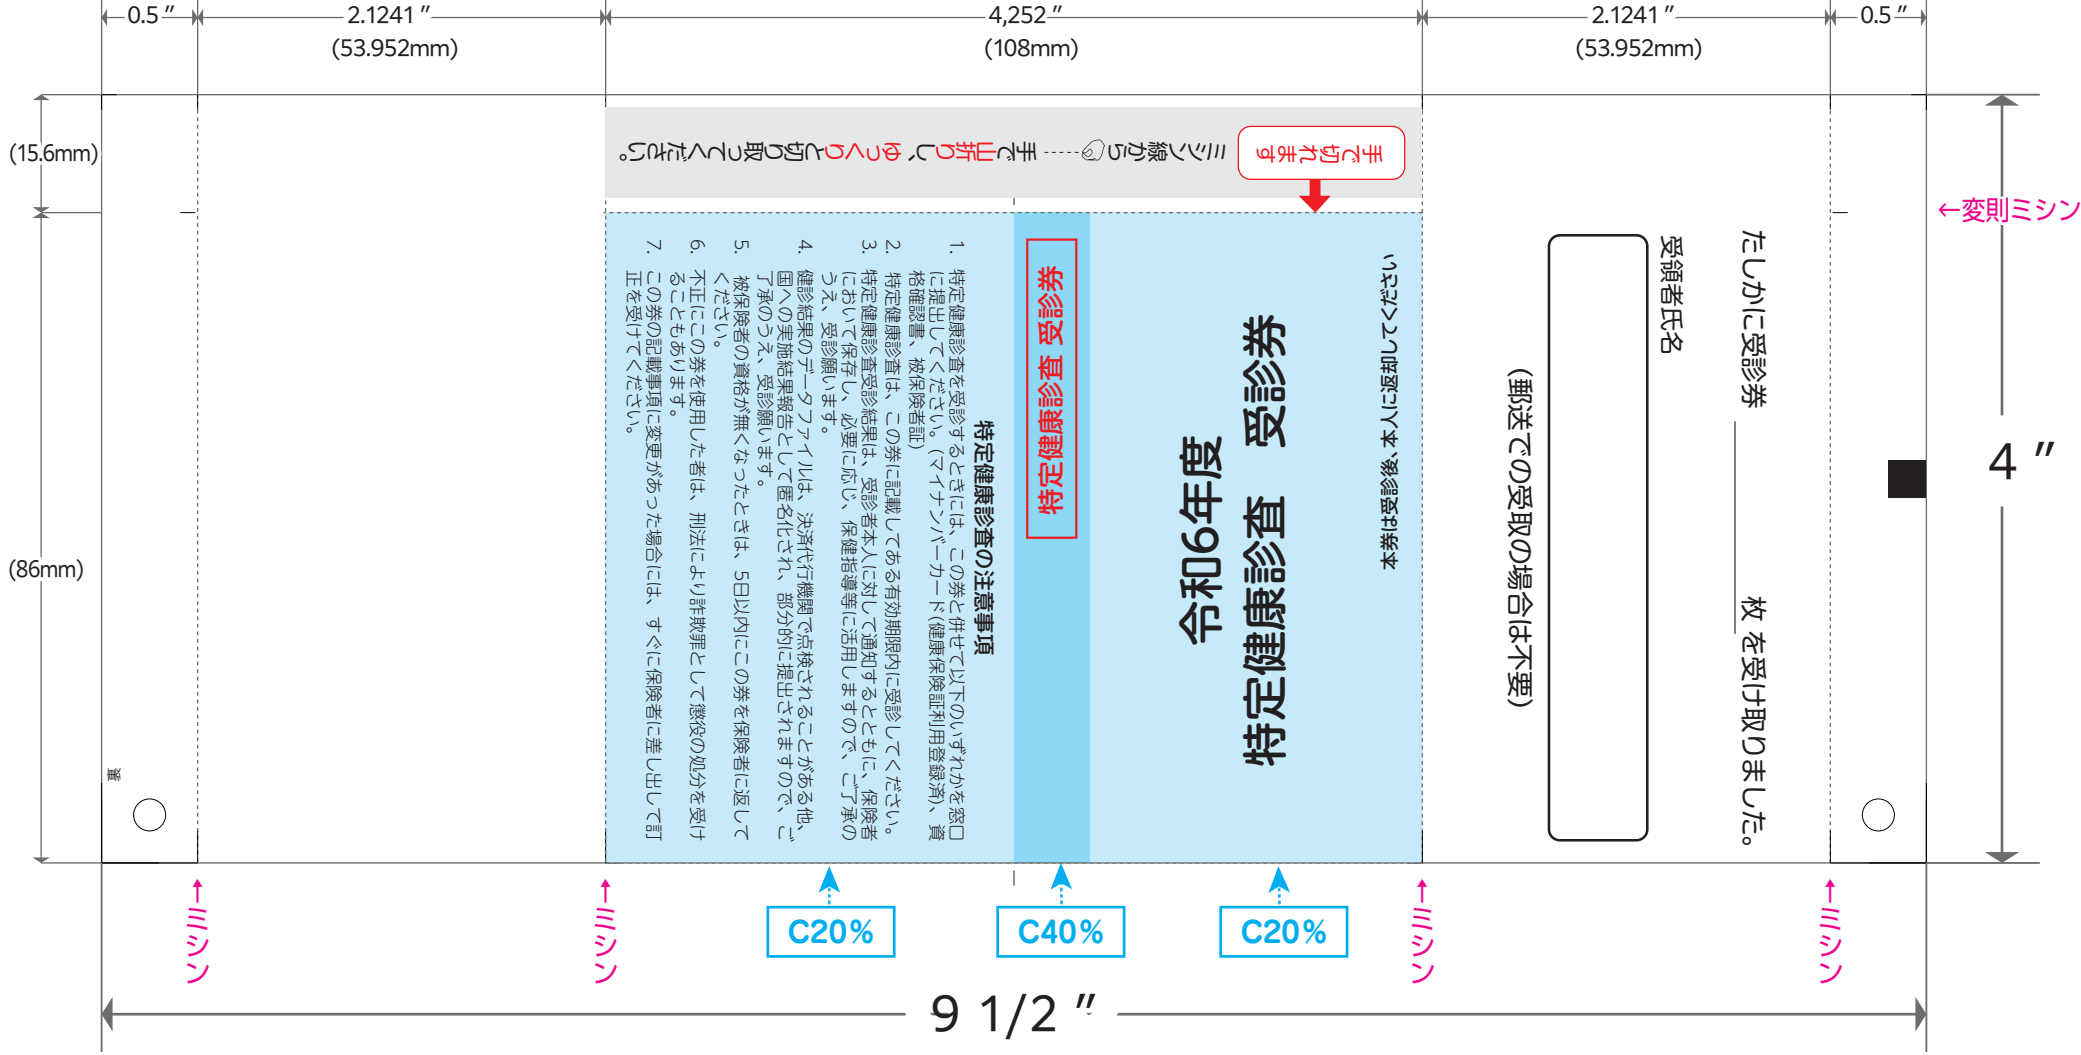 0.5 ″
2.1241 ″
(53.952mm)
4,252 ″
(108mm)
2.1241 ″
(53.952mm)
0.5 ″
(15.6mm)
(86mm)
手で切れます
ミシン線から
手で山折りし、ゆっくりと切り取ってください。
←変則ミシン
4 ″
本券は受診後、本人に返却してください
令和6年度
特定健康診査 受診券
特定健康診査 受診券
特定健康診査の注意事項
1. 特定健康診査を受診するときには、この券と併せて以下のいずれかを窓口
に提出してください。(マイナンバーカード(健康保険証利用登録済)、資
格確認書、被保険者証)
2. 特定健康診査は、この券に記載してある有効期限内に受診してください。
3. 特定健康診査受診結果は、受診者本人に対して通知するとともに、保険者
において保存し、必要に応じ、保健指導等に活用しますので、ご了承の
うえ、受診願います。
4. 健診結果のデータファイルは、決済代行機関で点検されることがある他、
国への実施結果報告として匿名化され、部分的に提出されますので、ご
了承のうえ、受診願います。
5. 被保険者の資格が無くなったときは、5日以内にこの券を保険者に返して
ください。
6. 不正にこの券を使用した者は、刑法により詐欺罪として懲役の処分を受け
ることもあります。
7. この券の記載事項に変更があった場合には、すぐに保険者に差し出して訂
正を受けてください。
たしかに受診券 枚 を受け取りました。
受領者氏名
(郵送での受取の場合は不要)
裏
→ミシン
→ミシン
C20%
C40%
C20%
→ミシン
→ミシン
9 1/2 ″